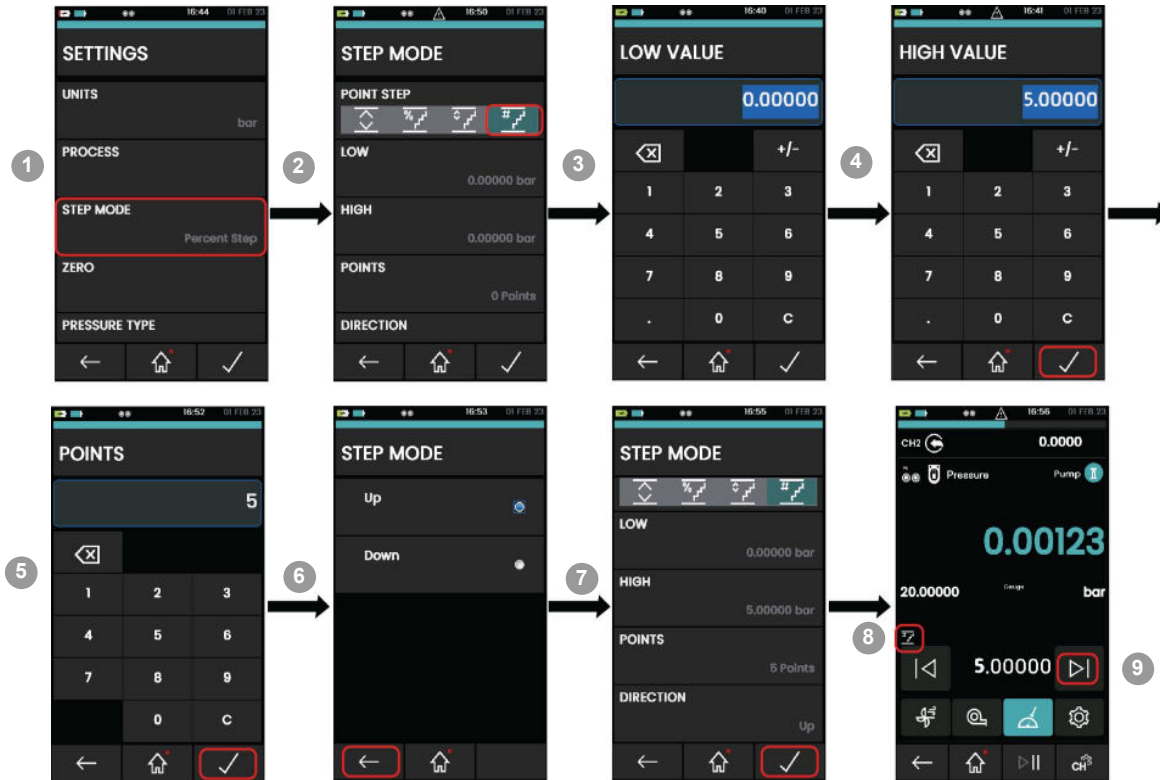 16:44 01 FEB 23
SETTINGS
UNITS
bar
PROCESS
STEP MODE
Percent Step
ZERO
PRESSURE TYPE
1
16:50 01 FEB 23
STEP MODE
POINT STEP
% #
LOW
0.00000 bar
HIGH
0.00000 bar
POINTS
0 Points
DIRECTION
2
16:40 01 FEB 23
LOW VALUE
0.00000
+/-
1 2 3
4 5 6
7 8 9
. 0 C
3
16:41 01 FEB 23
HIGH VALUE
5.00000
+/-
1 2 3
4 5 6
7 8 9
. 0 C
4
16:52 01 FEB 23
POINTS
5
1 2 3
4 5 6
7 8 9
0 C
5
16:53 01 FEB 23
STEP MODE
Up
Down
6
16:55 01 FEB 23
STEP MODE
% #
LOW
0.00000 bar
HIGH
5.00000 bar
POINTS
5 Points
DIRECTION
Up
7
16:56 01 FEB 23
CH2 0.0000
Pressure Pump
0.00123
20.00000 Gauge bar
8
5.00000
9
CH